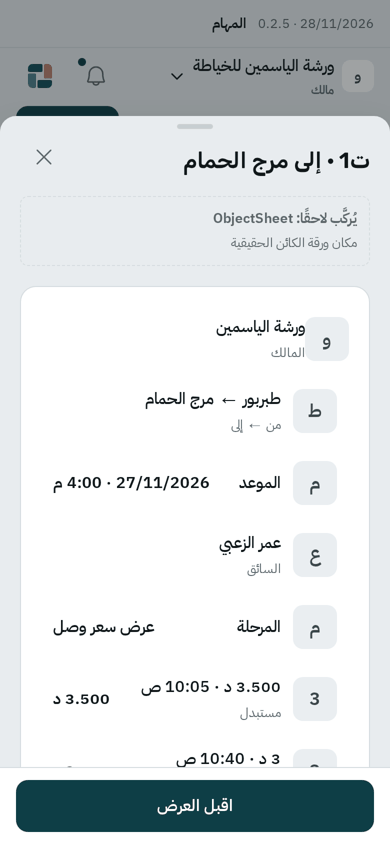 المهام
0.2.5 · 28/11/2026
و
ورشة الياسمين للخياطة
مالك
ت1 • إلى مرج الحمام
يُركَّب لاحقًا: ObjectSheet
مكان ورقة الكائن الحقيقية
و
ورشة الياسمين
المالك
ط
طبربور ← مرج الحمام
من ← إلى
م
الموعد
27/11/2026 · 4:00 م
ع
عمر الزعبي
السائق
م
المرحلة
عرض سعر وصل
3
3.500 د · 10:05 ص
مستبدل
3.500 د
3 د · 10:40 ص
اقبل العرض